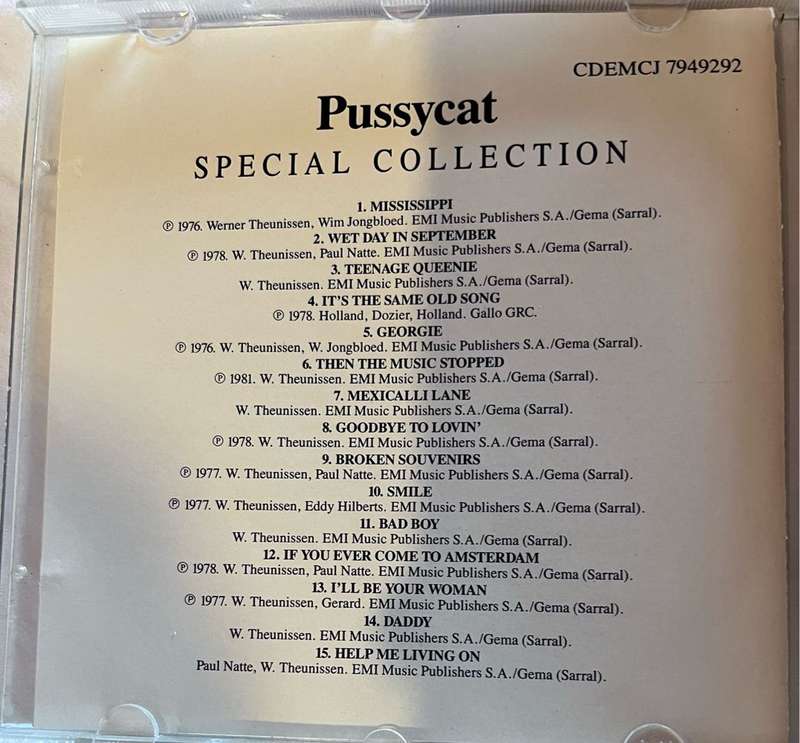 CDEMCJ 7949292
Pussycat
SPECIAL COLLECTION
1. MISSISSIPPI
℗ 1976. Werner Theunissen, Wim Jongbloed. EMI Music Publishers S.A./Gema (Sarral).
2. WET DAY IN SEPTEMBER
℗ 1978. W. Theunissen, Paul Natte. EMI Music Publishers S.A./Gema (Sarral).
3. TEENAGE QUEENIE
W. Theunissen. EMI Music Publishers S.A./Gema (Sarral).
4. IT'S THE SAME OLD SONG
℗ 1978. Holland, Dozier, Holland. Gallo GRC.
5. GEORGIE
℗ 1976. W. Theunissen, W. Jongbloed. EMI Music Publishers S.A./Gema (Sarral).
6. THEN THE MUSIC STOPPED
℗ 1981. W. Theunissen. EMI Music Publishers S.A./Gema (Sarral).
7. MEXICALLI LANE
W. Theunissen. EMI Music Publishers S.A./Gema (Sarral).
8. GOODBYE TO LOVIN'
℗ 1978. W. Theunissen. EMI Music Publishers S.A./Gema (Sarral).
9. BROKEN SOUVENIRS
℗ 1977. W. Theunissen, Paul Natte. EMI Music Publishers S.A./Gema (Sarral).
10. SMILE
℗ 1977. W. Theunissen, Eddy Hilberts. EMI Music Publishers S.A./Gema (Sarral).
11. BAD BOY
W. Theunissen. EMI Music Publishers S.A./Gema (Sarral).
12. IF YOU EVER COME TO AMSTERDAM
℗ 1978. W. Theunissen, Paul Natte. EMI Music Publishers S.A./Gema (Sarral).
13. I'LL BE YOUR WOMAN
℗ 1977. W. Theunissen, Gerard. EMI Music Publishers S.A./Gema (Sarral).
14. DADDY
W. Theunissen. EMI Music Publishers S.A./Gema (Sarral).
15. HELP ME LIVING ON
Paul Natte, W. Theunissen. EMI Music Publishers S.A./Gema (Sarral).